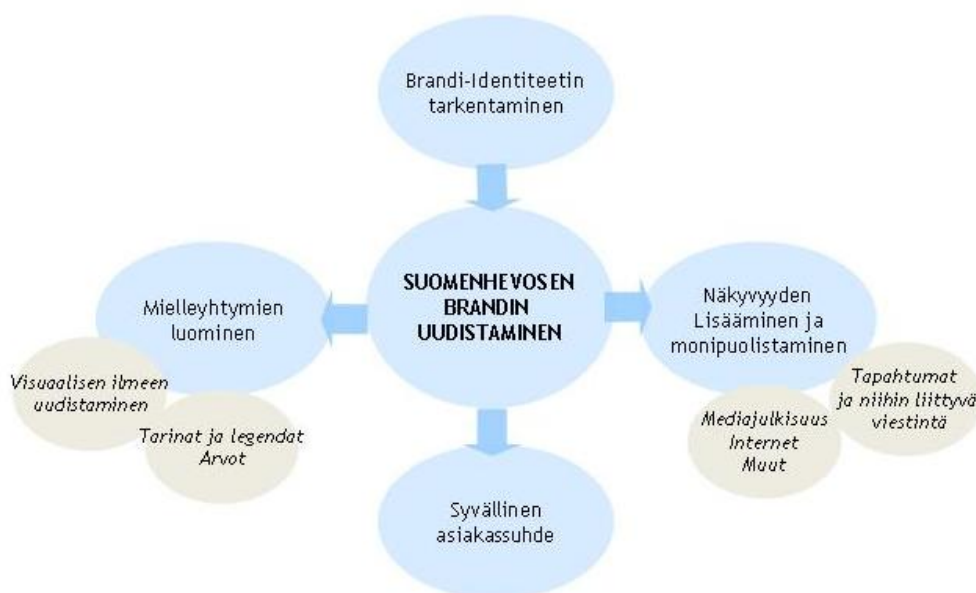 Brandi-Identiteetin
tarkentaminen
SUOMENHEVOSEN
BRANDIN
UUDISTAMINEN
Mielleyhtymien
luominen
Visuaalisen ilmeen
uudistaminen
Tarinat ja legendat
Arvot
Näkyvyyden
Lisääminen ja
monipuolistaminen
Tapahtumat
ja niihin liittyvä
viestintä
Mediajulkisuus
Internet
Muut
Syvällinen
asiakassuhde